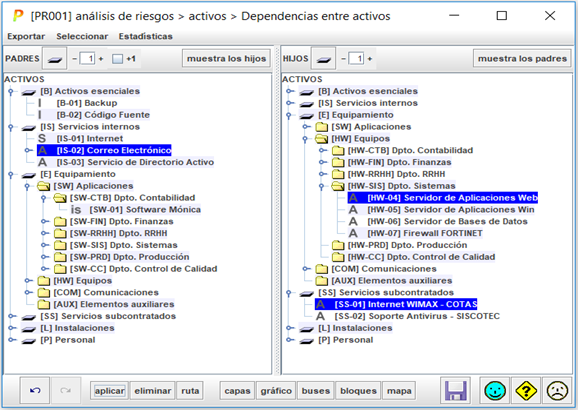 [PR001] análisis de riesgos > activos > Dependencias entre activos
Exportar Seleccionar Estadísticas
PADRES - 1 + +1 muestra los hijos
ACTIVOS
[B] Activos esenciales
[B-01] Backup
[B-02] Código Fuente
[IS] Servicios internos
S [IS-01] Internet
A [IS-02] Correo Electrónico
A [IS-03] Servicio de Directorio Activo
[E] Equipamiento
[SW] Aplicaciones
[SW-CTB] Dpto. Contabilidad
is [SW-01] Software Mónica
[SW-FIN] Dpto. Finanzas
[SW-RRHH] Dpto. RRHH
[SW-SIS] Dpto. Sistemas
[SW-PRD] Dpto. Producción
[SW-CC] Dpto. Control de Calidad
[HW] Equipos
[COM] Comunicaciones
[AUX] Elementos auxiliares
[SS] Servicios subcontratados
[L] Instalaciones
[P] Personal
HIJOS - 1 + muestra los padres
ACTIVOS
[B] Activos esenciales
[IS] Servicios internos
[E] Equipamiento
[SW] Aplicaciones
[HW] Equipos
[HW-CTB] Dpto. Contabilidad
[HW-FIN] Dpto. Finanzas
[HW-RRHH] Dpto. RRHH
[HW-SIS] Dpto. Sistemas
A [HW-04] Servidor de Aplicaciones Web
A [HW-05] Servidor de Aplicaciones Win
A [HW-06] Servidor de Bases de Datos
A [HW-07] Firewall FORTINET
[HW-PRD] Dpto. Producción
[HW-CC] Dpto. Control de Calidad
[COM] Comunicaciones
[AUX] Elementos auxiliares
[SS] Servicios subcontratados
A [SS-01] Internet WIMAX - COTAS
A [SS-02] Soporte Antivirus - SISCOTEC
[L] Instalaciones
[P] Personal
aplicar eliminar ruta capas gráfico buses bloques mapa